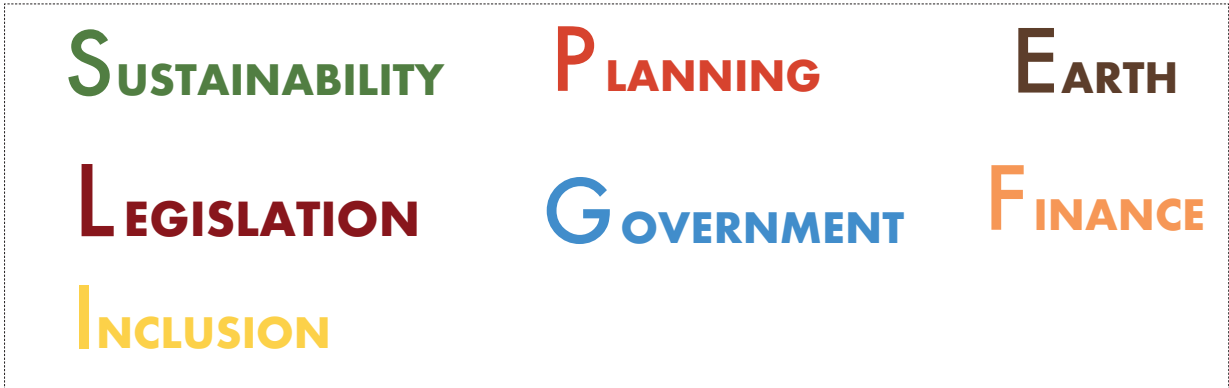 SUSTAINABILITY PLANNING EARTH
LEGISLATION GOVERNMENT FINANCE
INCLUSION